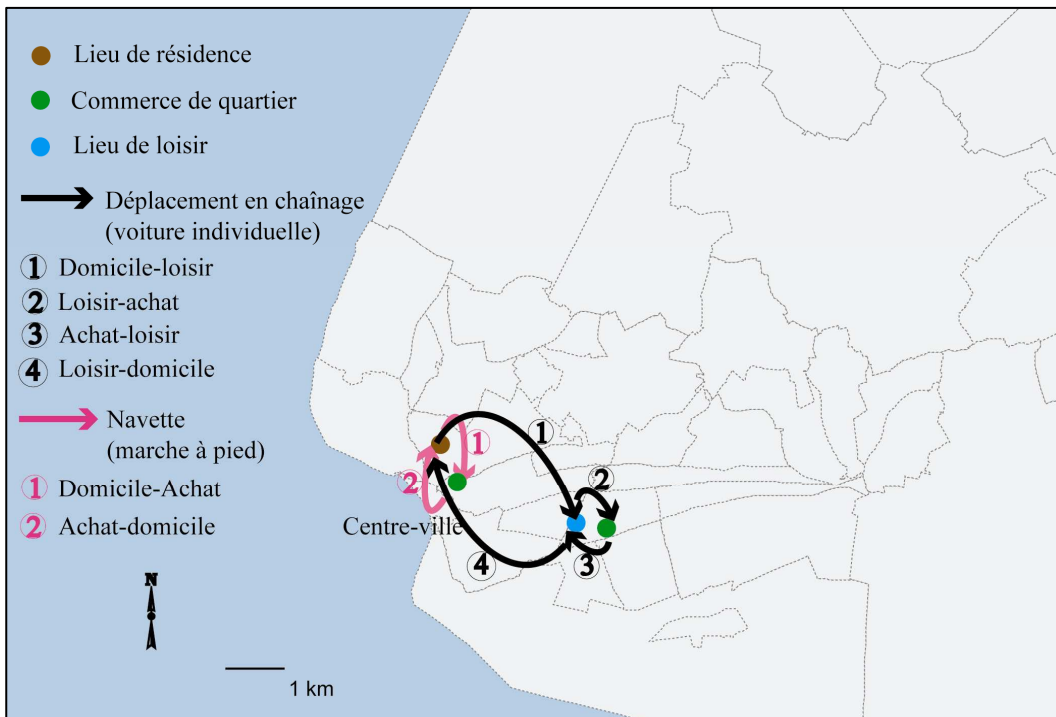 Lieu de résidence
Commerce de quartier
Lieu de loisir
Déplacement en chaînage
(voiture individuelle)
1 Domicile-loisir
2 Loisir-achat
3 Achat-loisir
4 Loisir-domicile
Navette
(marche à pied)
1 Domicile-Achat
2 Achat-domicile
N
1 km
1
1
2
2
Centre-ville
4
3